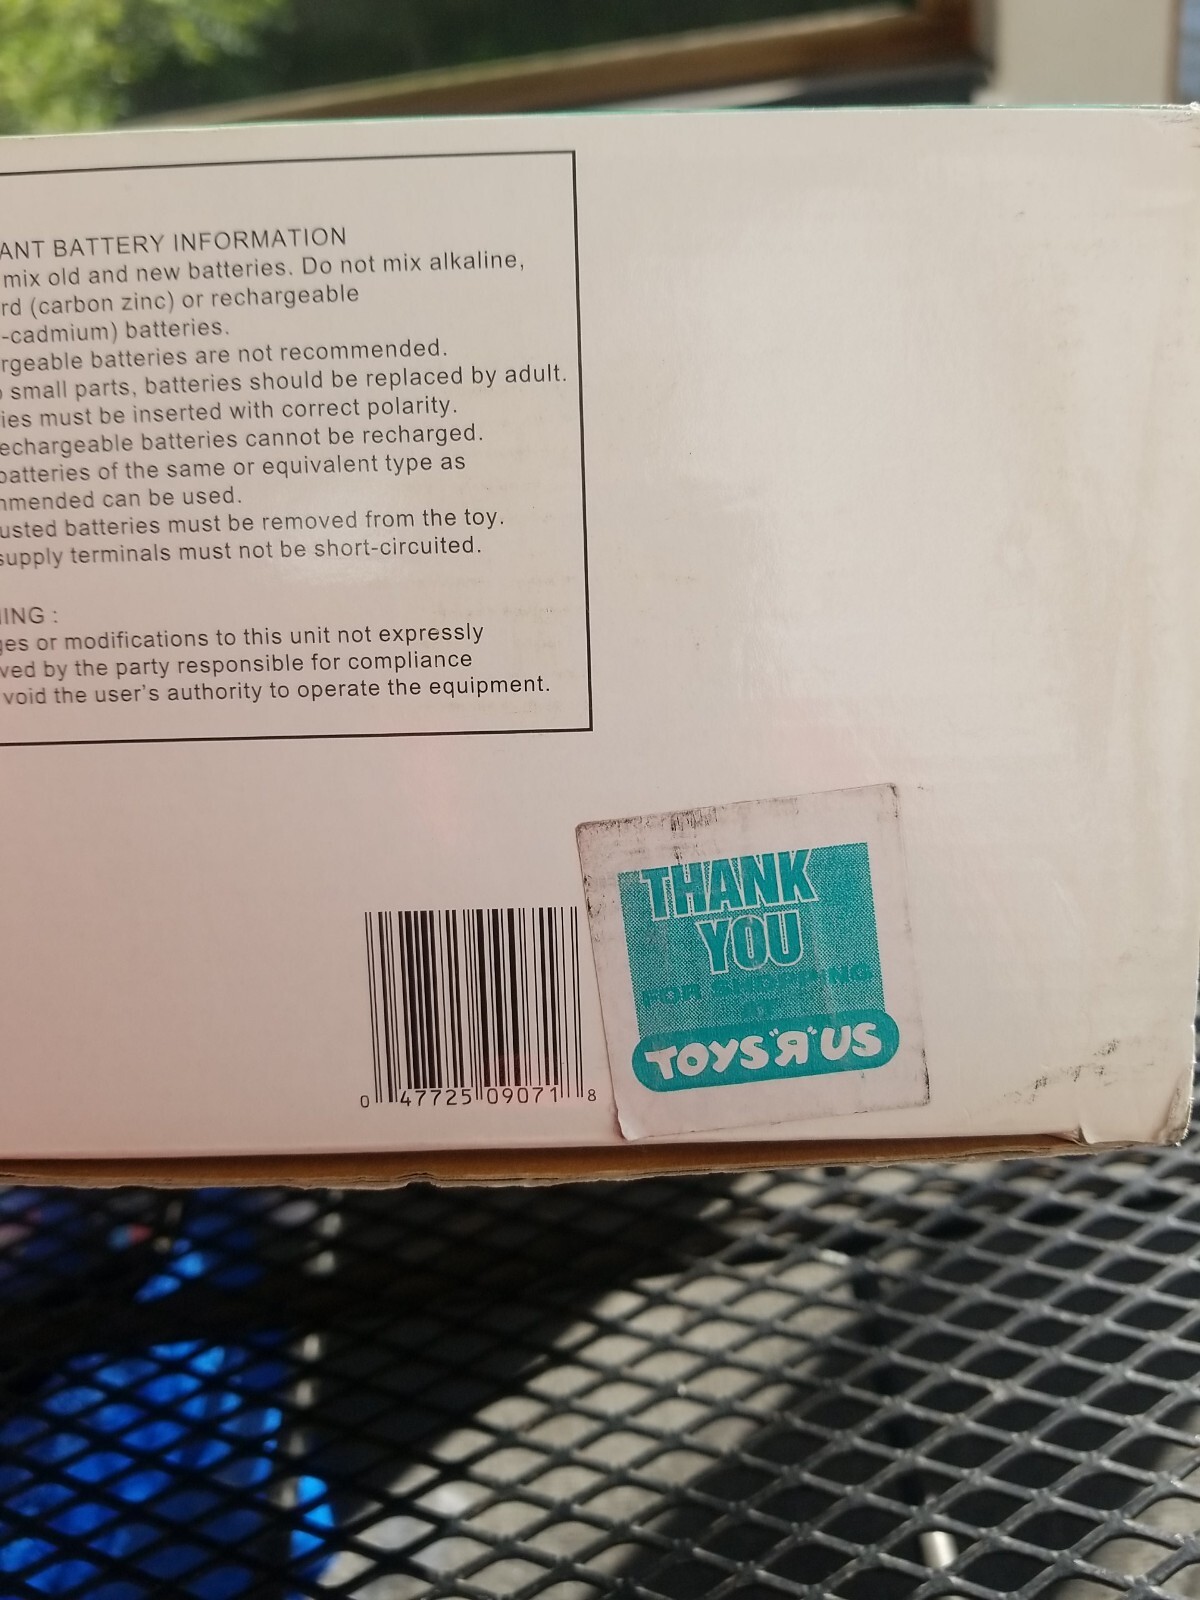 ANT BATTERY INFORMATION
mix old and new batteries. Do not mix alkaline,
rd (carbon zinc) or rechargeable
-cadmium) batteries.
rgeable batteries are not recommended.
small parts, batteries should be replaced by adult.
ies must be inserted with correct polarity.
echargeable batteries cannot be recharged.
batteries of the same or equivalent type as
mmended can be used.
usted batteries must be removed from the toy.
supply terminals must not be short-circuited.
ING :
ges or modifications to this unit not expressly
ved by the party responsible for compliance
void the user's authority to operate the equipment.
THANK
YOU
FOR SHOPPING
AT
TOYS"R"US
0 47725 09071 8